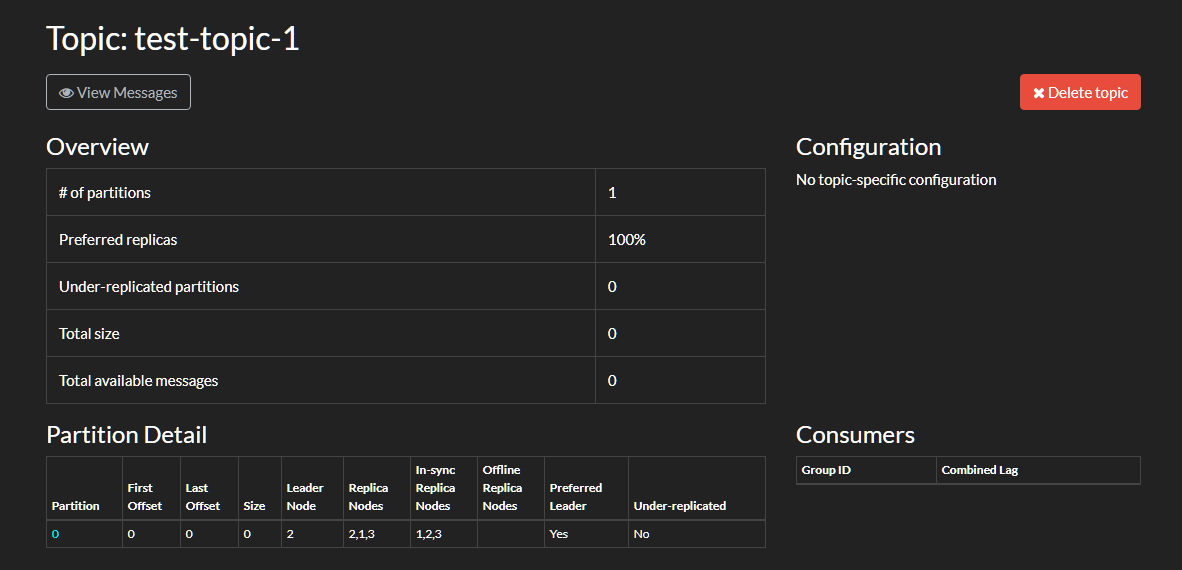 Topic: test-topic-1
View Messages
Delete topic
Overview
# of partitions 1
Preferred replicas 100%
Under-replicated partitions 0
Total size 0
Total available messages 0
Configuration
No topic-specific configuration
Partition Detail
Partition First Offset Last Offset Size Leader Node Replica Nodes In-sync Replica Nodes Offline Replica Nodes Preferred Leader Under-replicated
0 0 0 0 2 2,1,3 1,2,3 Yes No
Consumers
Group ID Combined Lag